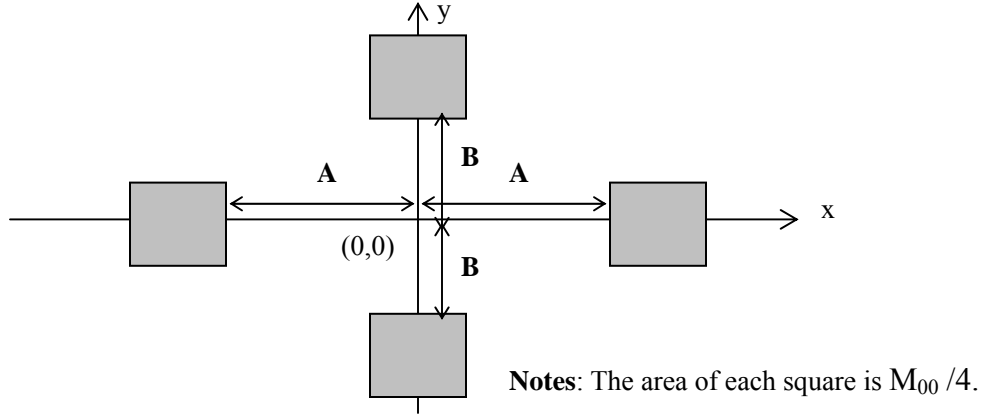 y
B
A A
x
(0,0)
B
Notes: The area of each square is M₀₀ /4.